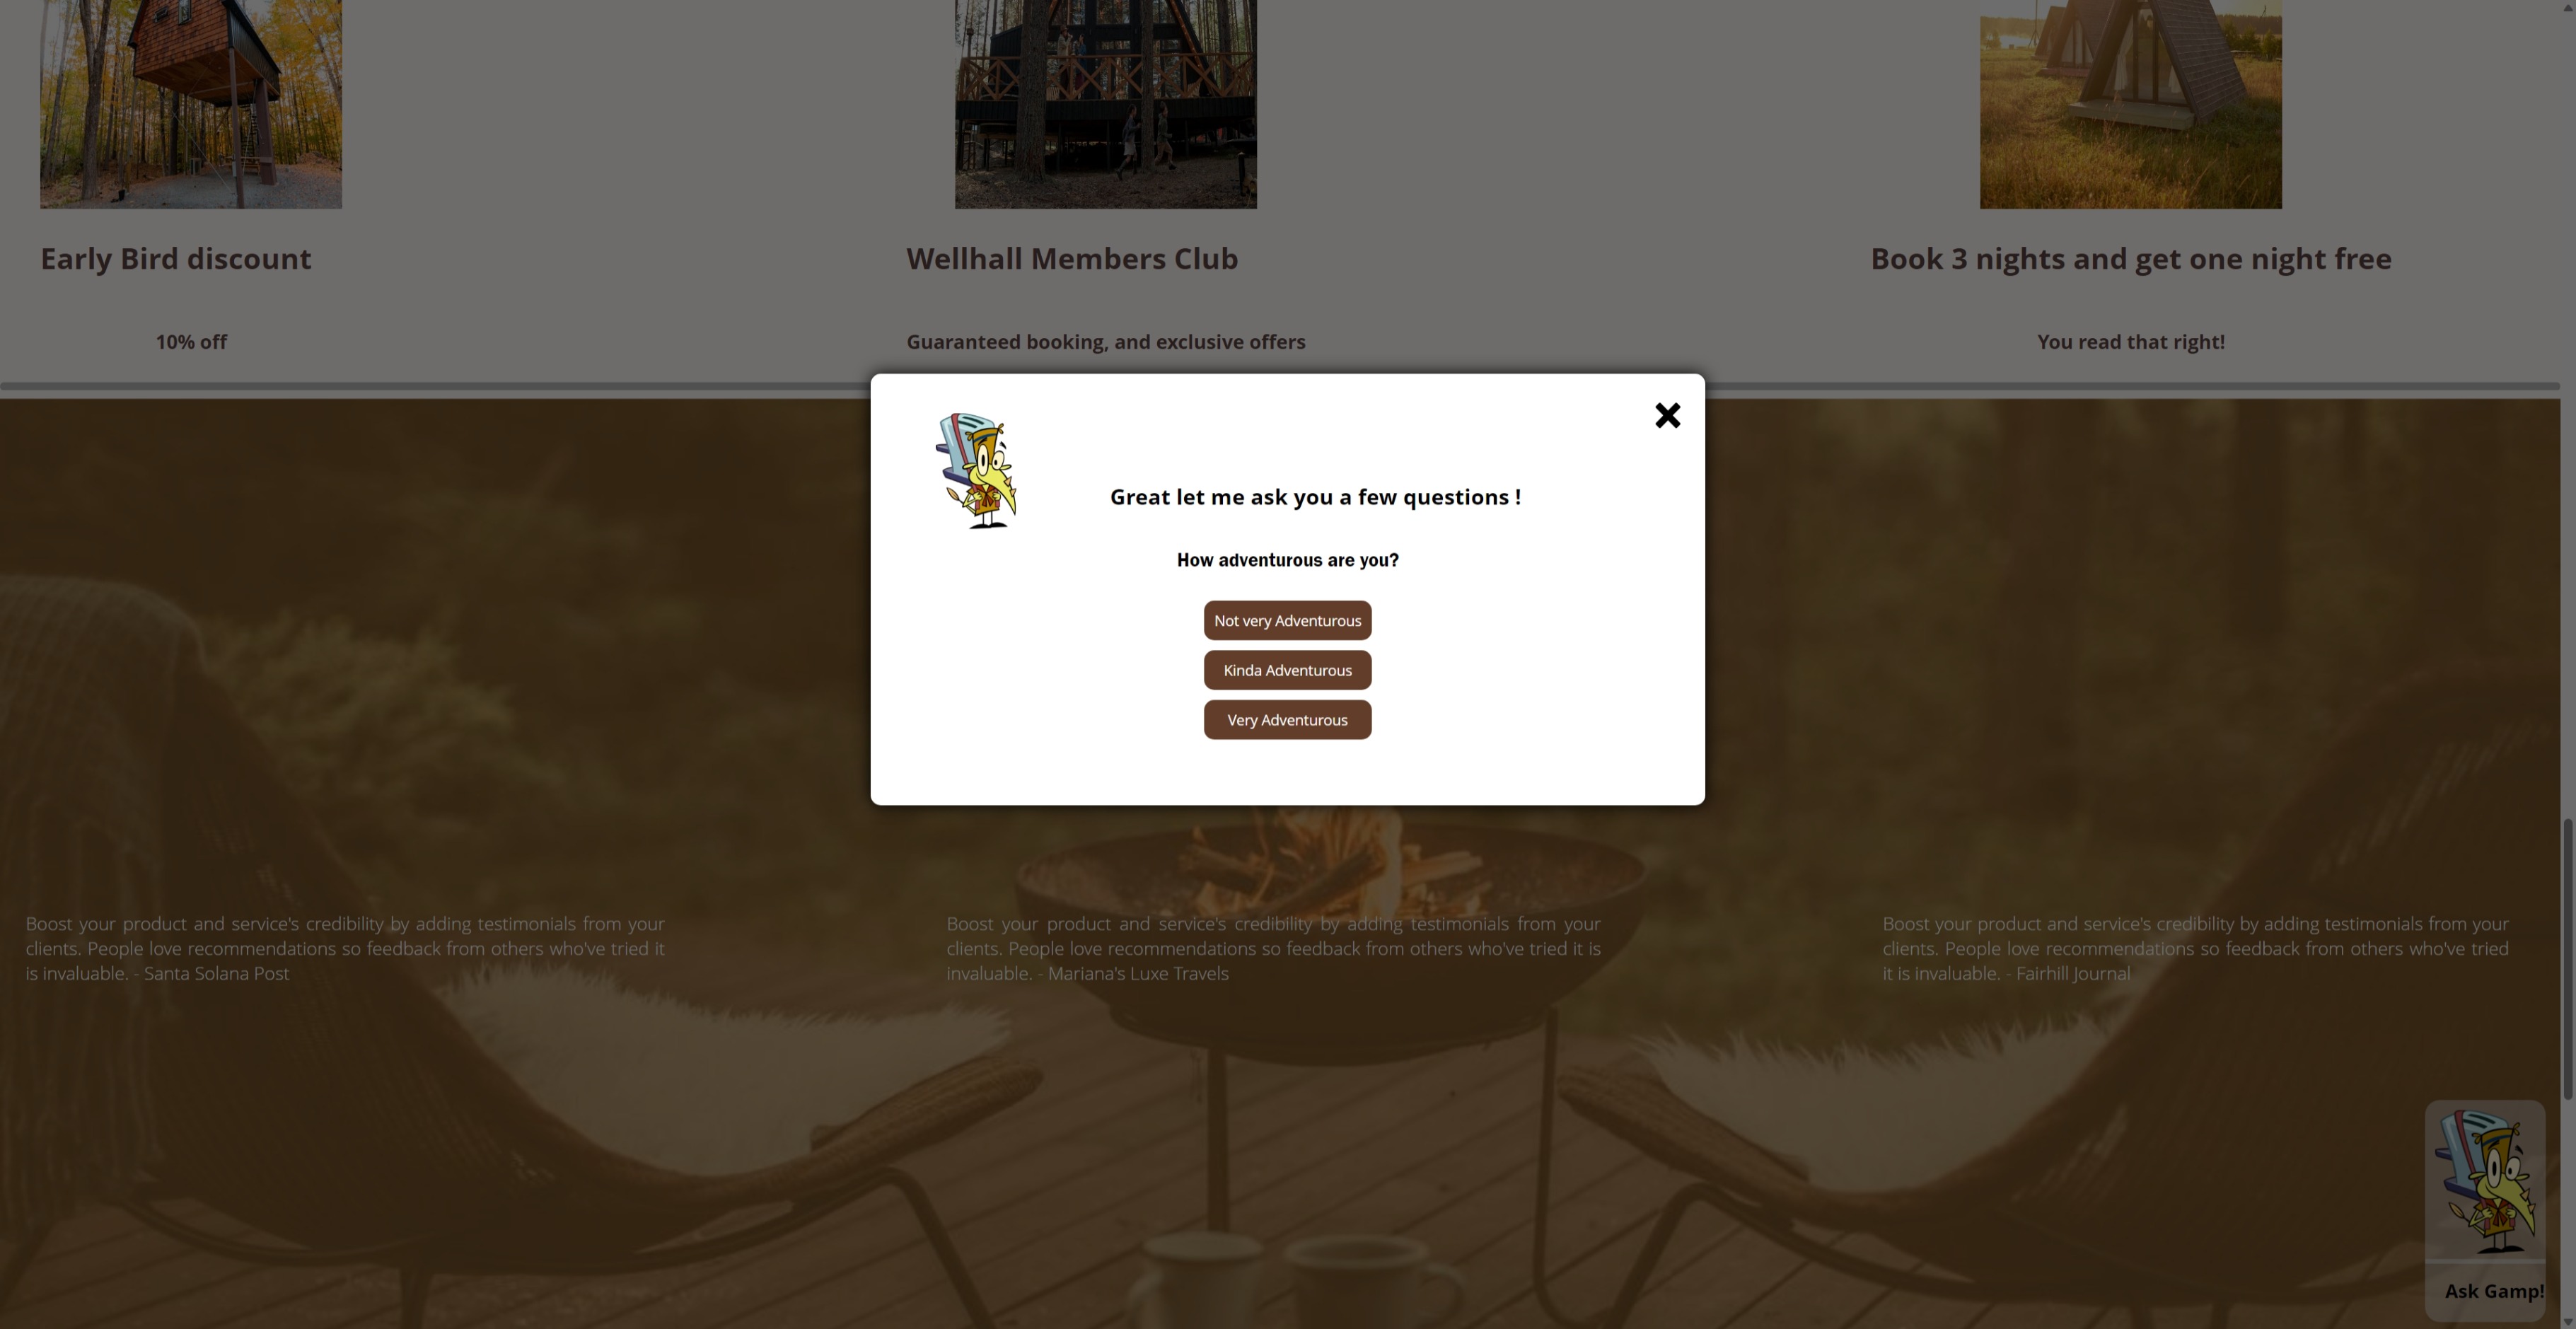 Early Bird discount
Wellhall Members Club
Book 3 nights and get one night free
10% off
Guaranteed booking, and exclusive offers
You read that right!
Great let me ask you a few questions !
How adventurous are you?
Not very Adventurous
Kinda Adventurous
Very Adventurous
Boost your product and service's credibility by adding testimonials from your
clients. People love recommendations so feedback from others who've tried it
is invaluable. - Santa Solana Post
Boost your product and service's credibility by adding testimonials from your
clients. People love recommendations so feedback from others who've tried it is
invaluable. - Mariana's Luxe Travels
Boost your product and service's credibility by adding testimonials from your
clients. People love recommendations so feedback from others who've tried
it is invaluable. - Fairhill Journal
Ask Gamp!